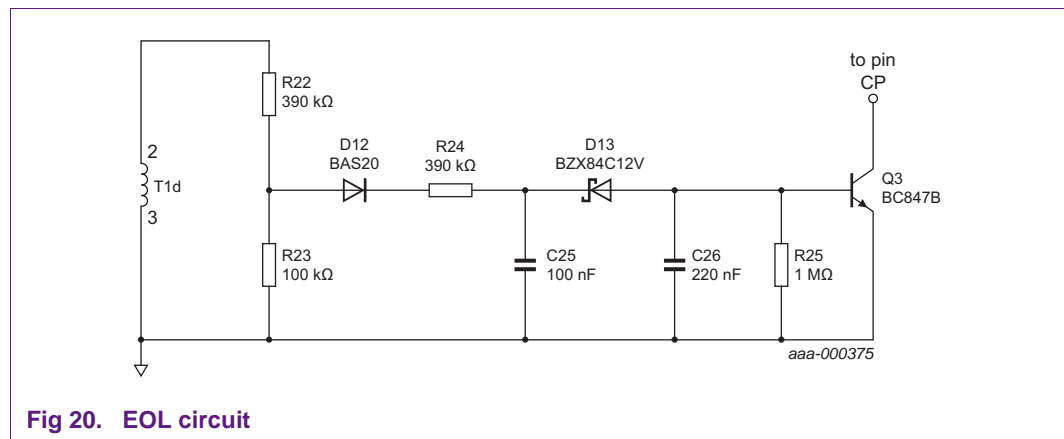 to pin
CP
R22
390 kΩ
D12
BAS20
R24
390 kΩ
D13
BZX84C12V
2
T1d
3
Q3
BC847B
R23
100 kΩ
C25
100 nF
C26
220 nF
R25
1 MΩ
aaa-000375
Fig 20. EOL circuit